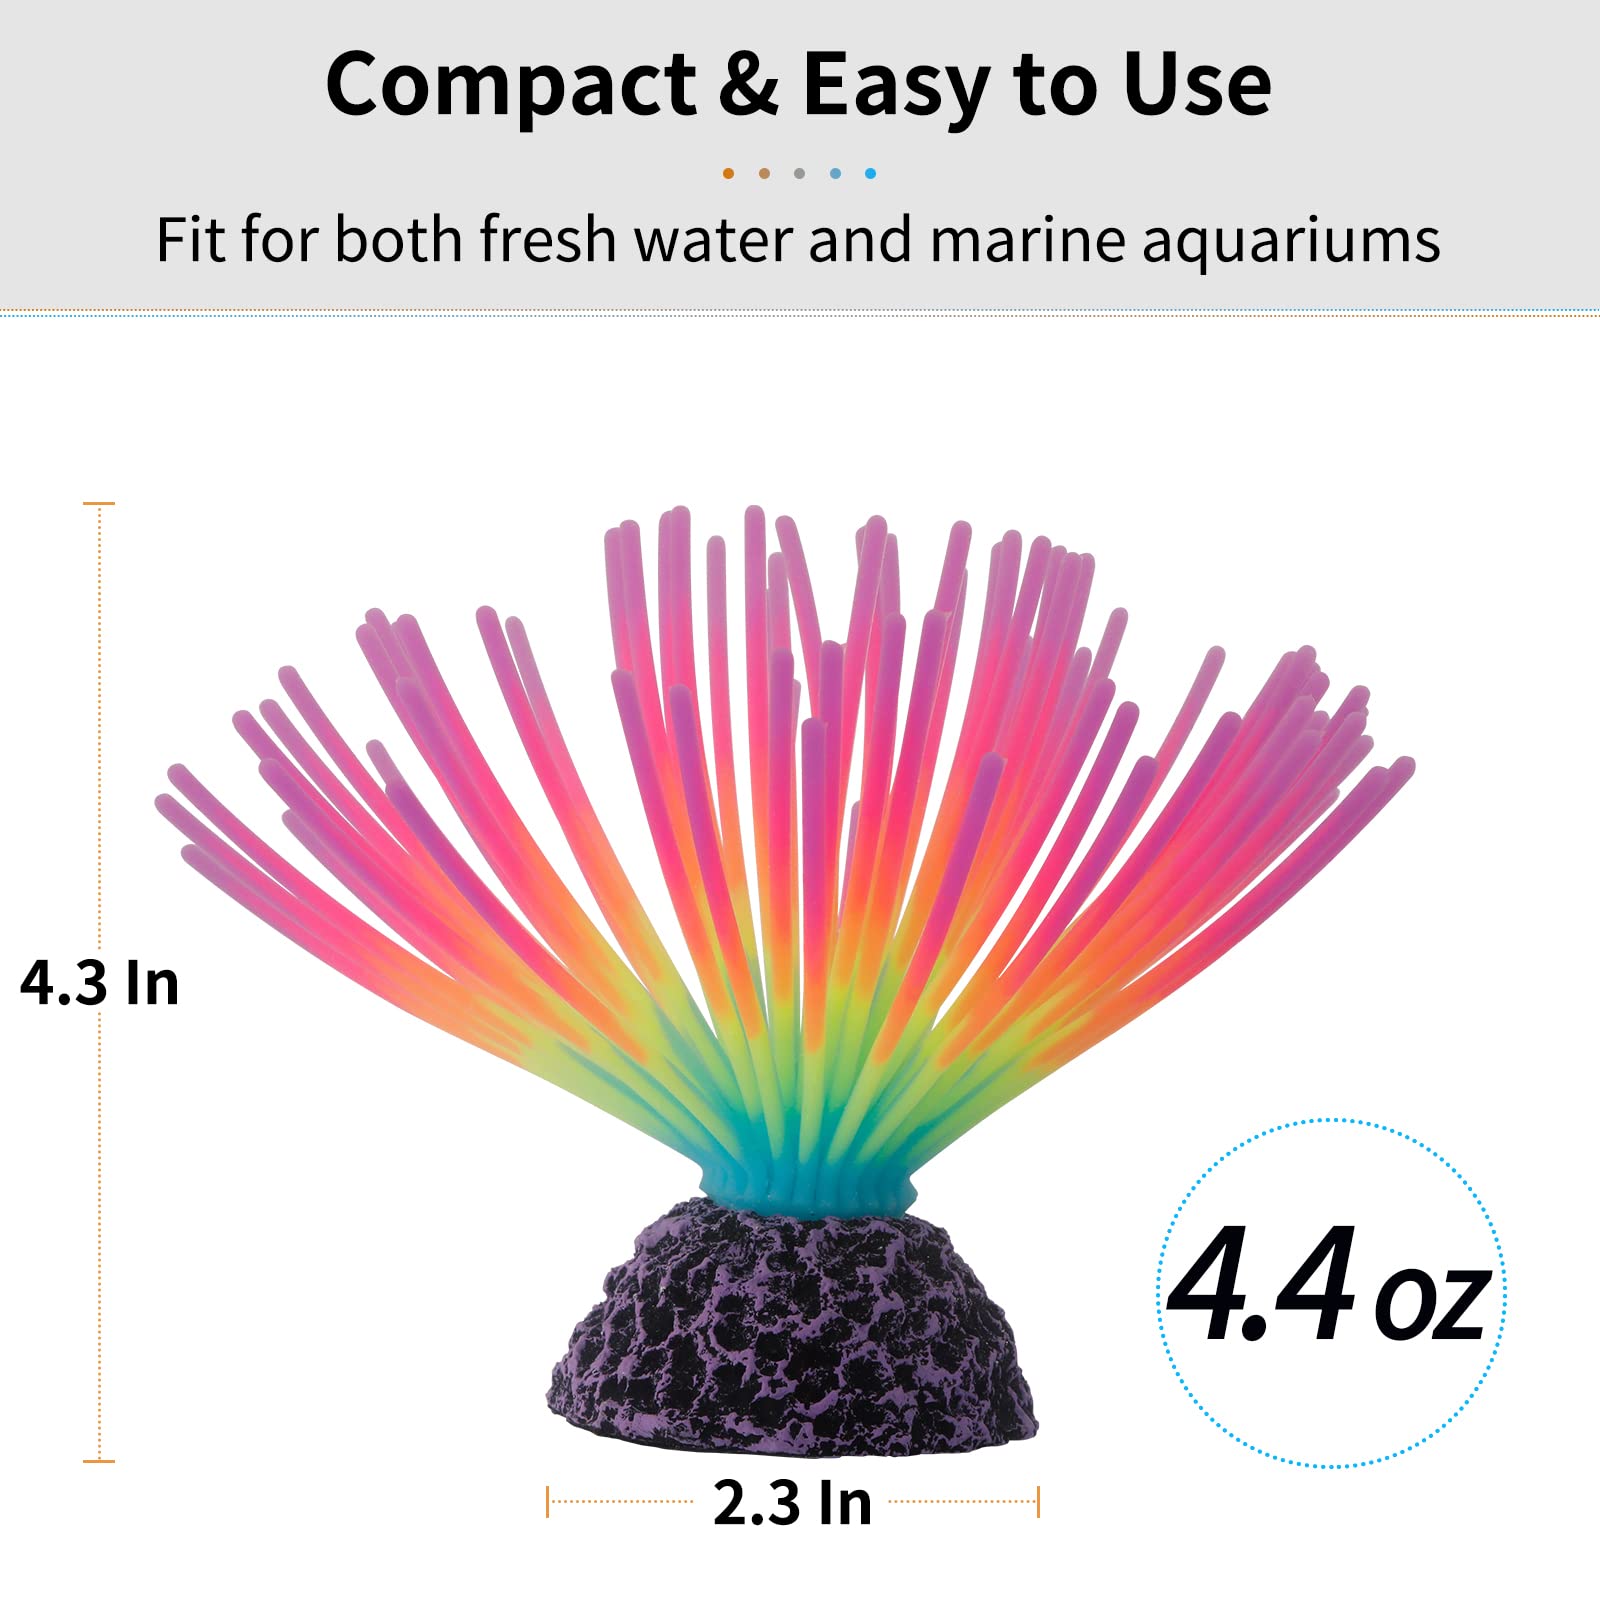 Compact & Easy to Use
Fit for both fresh water and marine aquariums
4.3 In
4.4 oz
2.3 In